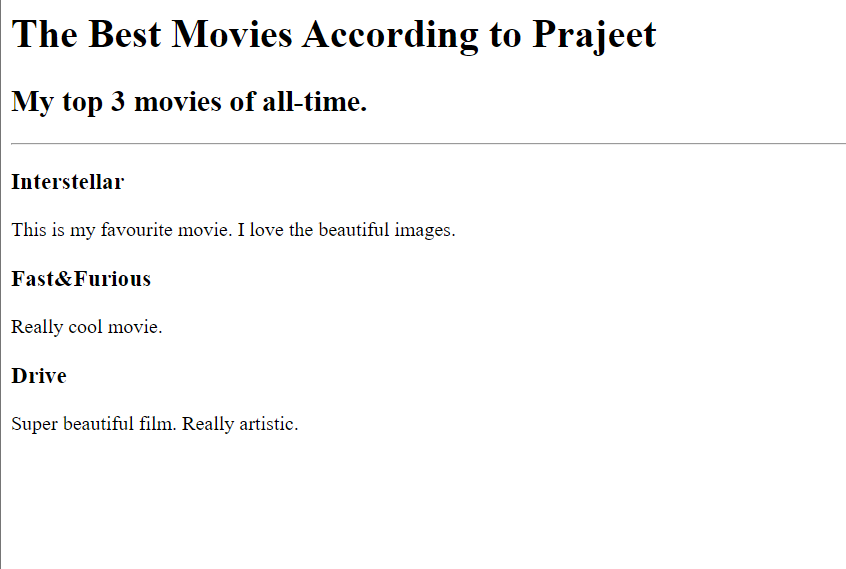 The Best Movies According to Prajeet
My top 3 movies of all-time.
Interstellar
This is my favourite movie. I love the beautiful images.
Fast&Furious
Really cool movie.
Drive
Super beautiful film. Really artistic.